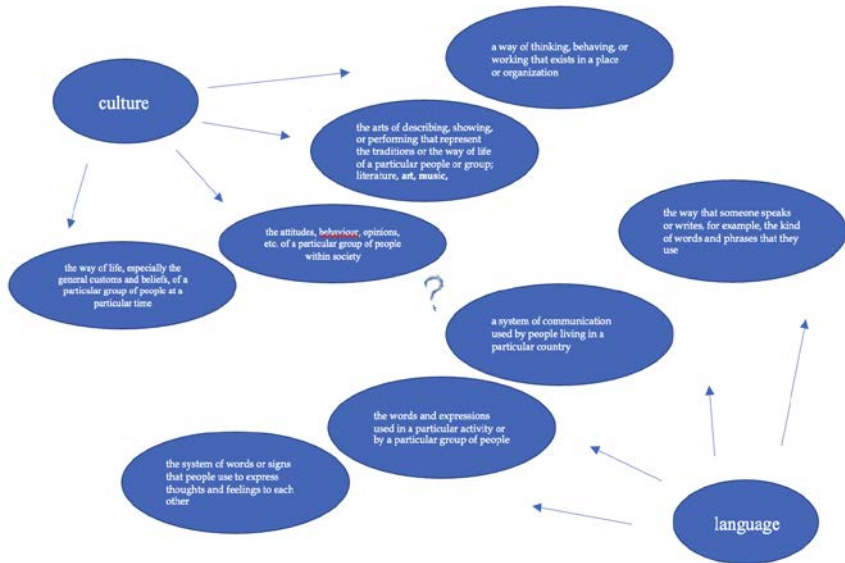 a way of thinking, behaving, or
working that exists in a place
or organization
culture
the arts of describing, showing,
or performing that represent
the traditions or the way of life
of a particular people or group;
literature, art, music,
the way that someone speaks
or writes, for example, the kind
of words and phrases that they
use
the attitudes, behaviour, opinions,
etc. of a particular group of people
within society
the way of life, especially the
general customs and beliefs, of a
particular group of people at a
particular time
?
a system of communication
used by people living in a
particular country
the words and expressions
used in a particular activity or
by a particular group of people
the system of words or signs
that people use to express
thoughts and feelings to each
other
language